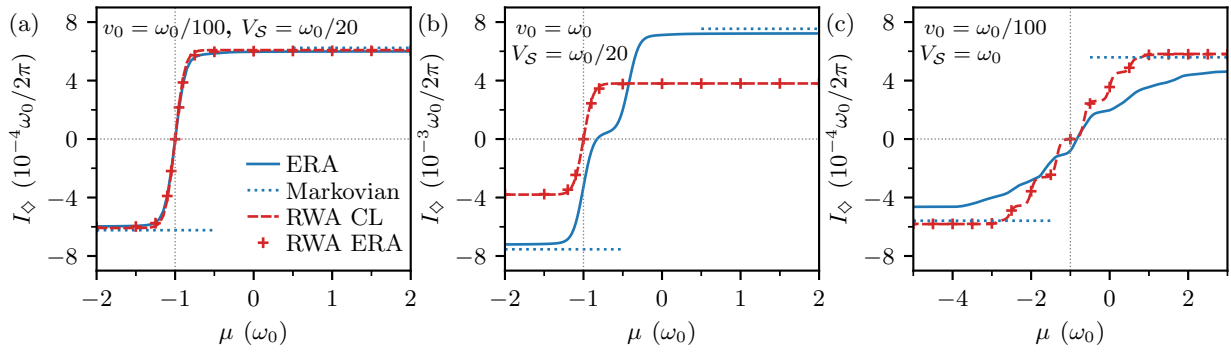 (a)
v₀ = ω₀/100, V_𝒮 = ω₀/20
8
4
0
−4
−8
I◇ (10⁻⁴ω₀/2π)
ERA
Markovian
RWA CL
RWA ERA
−2
−1
0
1
2
μ (ω₀)
(b)
v₀ = ω₀
V_𝒮 = ω₀/20
8
4
0
−4
−8
I◇ (10⁻³ω₀/2π)
−2
−1
0
1
2
μ (ω₀)
(c)
v₀ = ω₀/100
V_𝒮 = ω₀
8
4
0
−4
−8
I◇ (10⁻⁴ω₀/2π)
−4
−2
0
2
μ (ω₀)